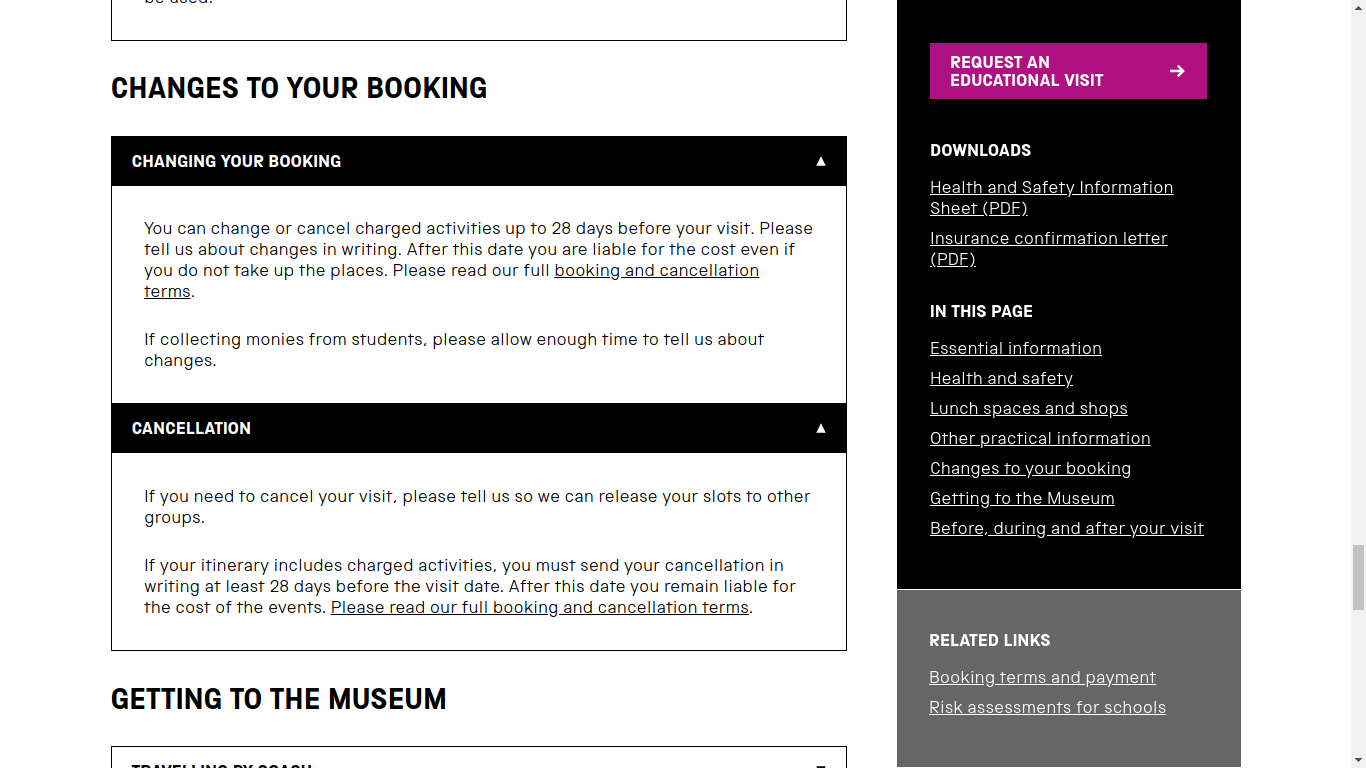 be used.
CHANGES TO YOUR BOOKING
CHANGING YOUR BOOKING ▲
You can change or cancel charged activities up to 28 days before your visit. Please
tell us about changes in writing. After this date you are liable for the cost even if
you do not take up the places. Please read our full booking and cancellation
terms.
If collecting monies from students, please allow enough time to tell us about
changes.
CANCELLATION ▲
If you need to cancel your visit, please tell us so we can release your slots to other
groups.
If your itinerary includes charged activities, you must send your cancellation in
writing at least 28 days before the visit date. After this date you remain liable for
the cost of the events. Please read our full booking and cancellation terms.
GETTING TO THE MUSEUM
TRAVELLING BY COACH
REQUEST AN
EDUCATIONAL VISIT →
DOWNLOADS
Health and Safety Information
Sheet (PDF)
Insurance confirmation letter
(PDF)
IN THIS PAGE
Essential information
Health and safety
Lunch spaces and shops
Other practical information
Changes to your booking
Getting to the Museum
Before, during and after your visit
RELATED LINKS
Booking terms and payment
Risk assessments for schools